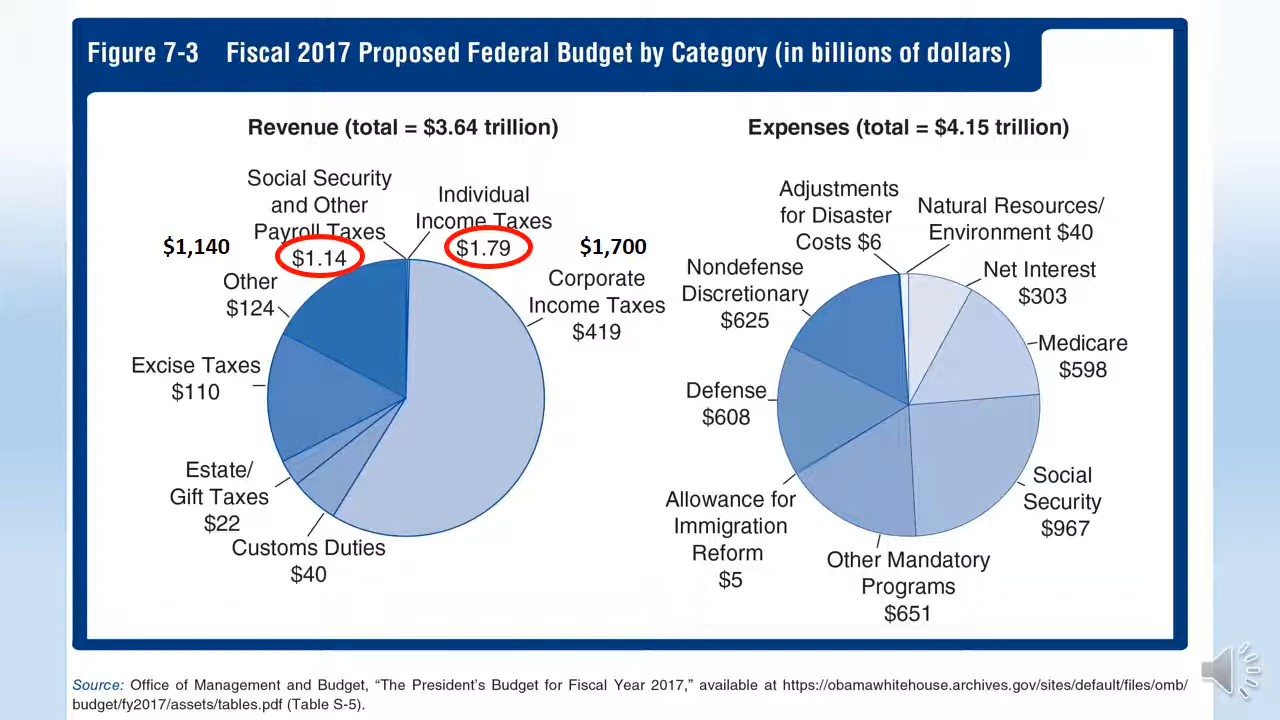 Figure 7-3 Fiscal 2017 Proposed Federal Budget by Category (in billions of dollars)
Revenue (total = $3.64 trillion)
Social Security
and Other
Payroll Taxes
$1.14
$1,140
Individual
Income Taxes
$1.79
$1,700
Corporate
Income Taxes
$419
Other
$124
Excise Taxes
$110
Estate/
Gift Taxes
$22
Customs Duties
$40
Expenses (total = $4.15 trillion)
Adjustments
for Disaster
Costs $6
Natural Resources/
Environment $40
Net Interest
$303
Nondefense
Discretionary
$625
Medicare
$598
Defense
$608
Social
Security
$967
Allowance for
Immigration
Reform
$5
Other Mandatory
Programs
$651
Source: Office of Management and Budget, “The President’s Budget for Fiscal Year 2017,” available at https://obamawhitehouse.archives.gov/sites/default/files/omb/
budget/fy2017/assets/tables.pdf (Table S-5).